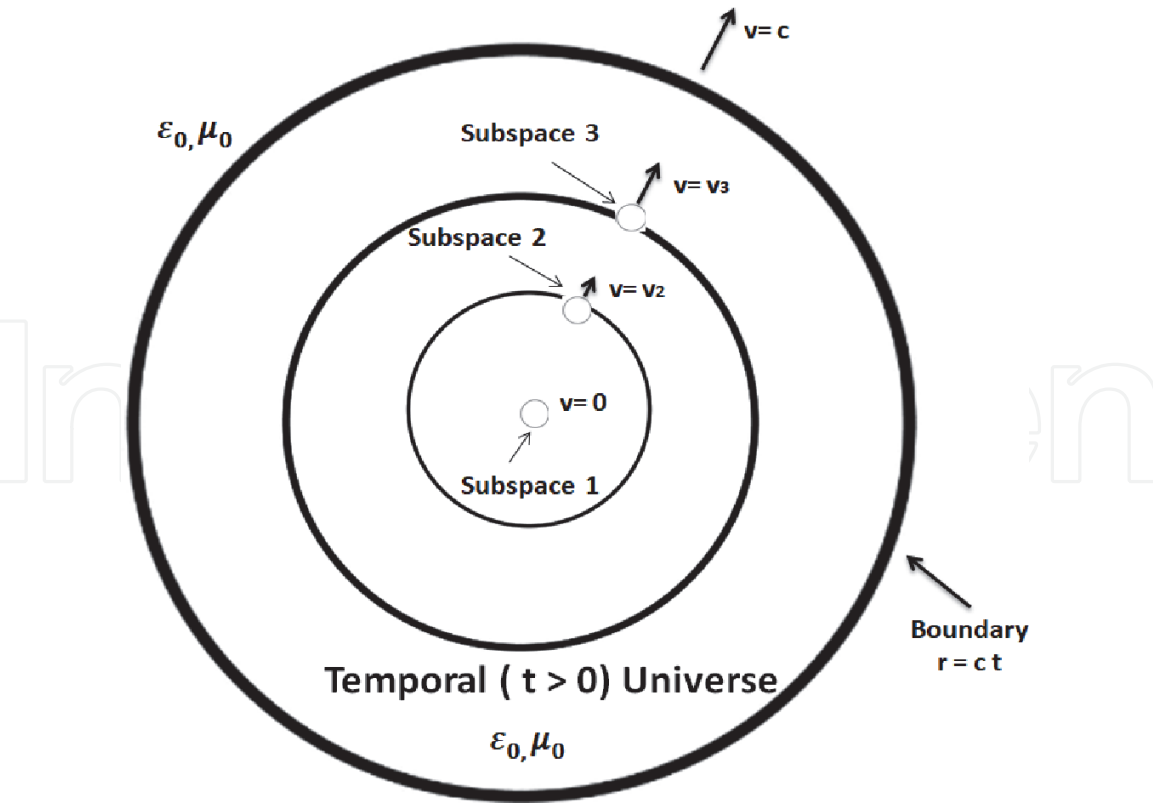 v= c
ε₀, μ₀
Subspace 3
v= v₃
Subspace 2
v= v₂
v= 0
Subspace 1
Boundary
r = c t
Temporal ( t > 0) Universe
ε₀, μ₀